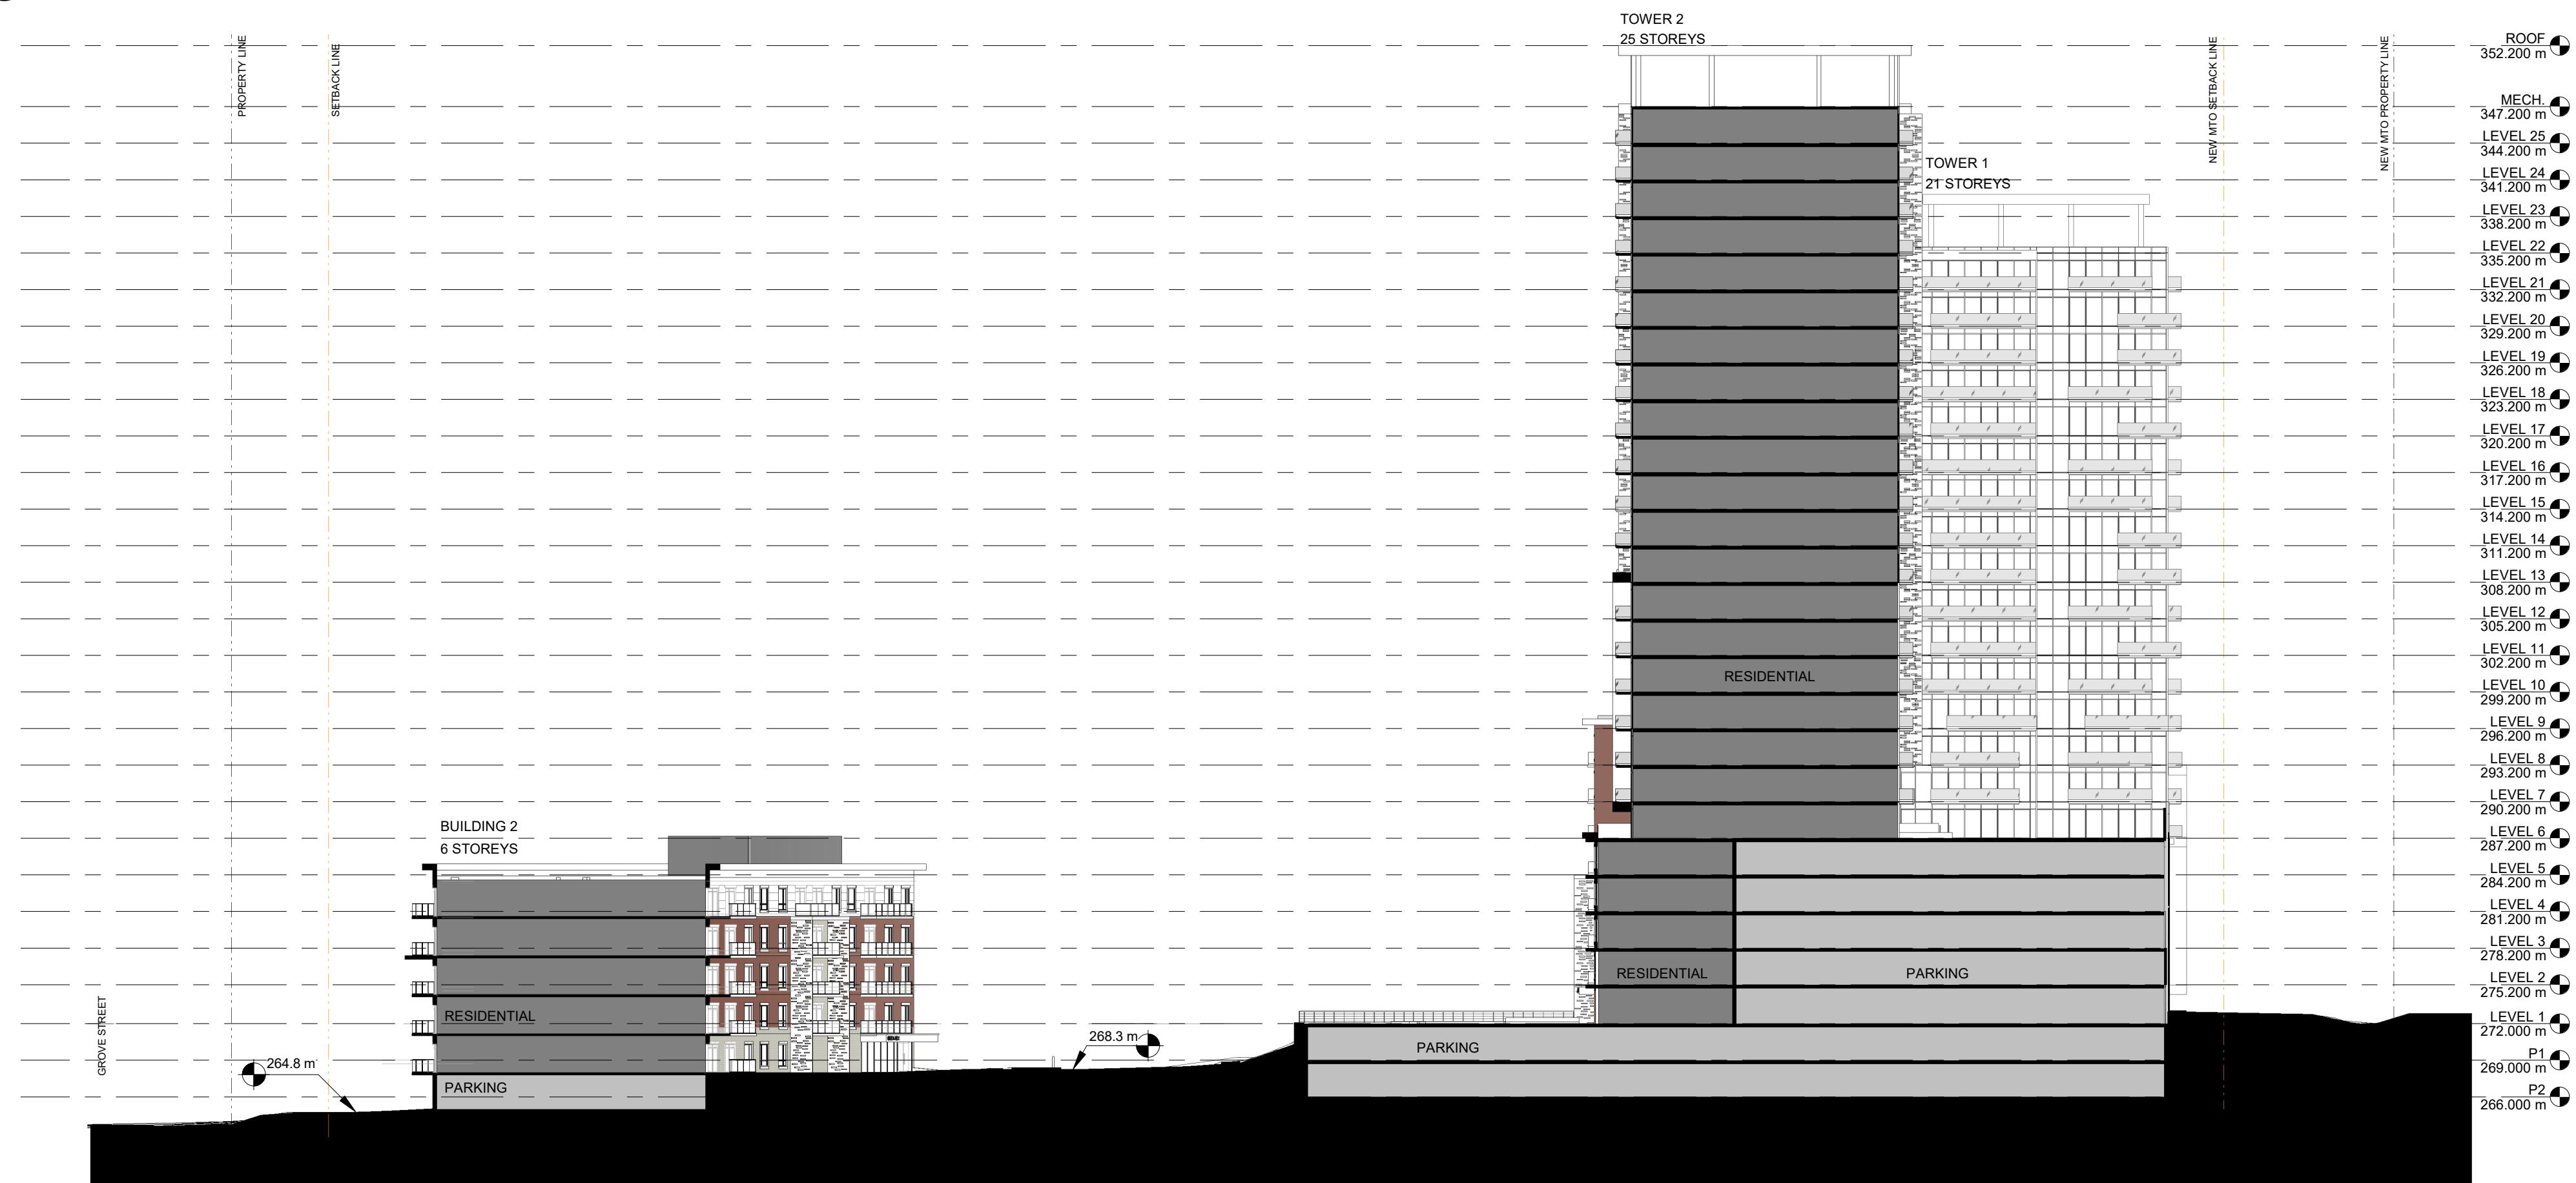 TOWER 2
25 STOREYS
PROPERTY LINE
SETBACK LINE
NEW MTO SETBACK LINE
NEW MTO PROPERTY LINE
ROOF
352.200 m
MECH.
347.200 m
LEVEL 25
344.200 m
TOWER 1
21 STOREYS
LEVEL 24
341.200 m
LEVEL 23
338.200 m
LEVEL 22
335.200 m
LEVEL 21
332.200 m
LEVEL 20
329.200 m
LEVEL 19
326.200 m
LEVEL 18
323.200 m
LEVEL 17
320.200 m
LEVEL 16
317.200 m
LEVEL 15
314.200 m
LEVEL 14
311.200 m
LEVEL 13
308.200 m
LEVEL 12
305.200 m
LEVEL 11
302.200 m
RESIDENTIAL
LEVEL 10
299.200 m
LEVEL 9
296.200 m
LEVEL 8
293.200 m
LEVEL 7
290.200 m
BUILDING 2
6 STOREYS
LEVEL 6
287.200 m
LEVEL 5
284.200 m
LEVEL 4
281.200 m
LEVEL 3
278.200 m
RESIDENTIAL
PARKING
LEVEL 2
275.200 m
GROVE STREET
RESIDENTIAL
LEVEL 1
272.000 m
268.3 m
PARKING
P1
269.000 m
264.8 m
PARKING
P2
266.000 m